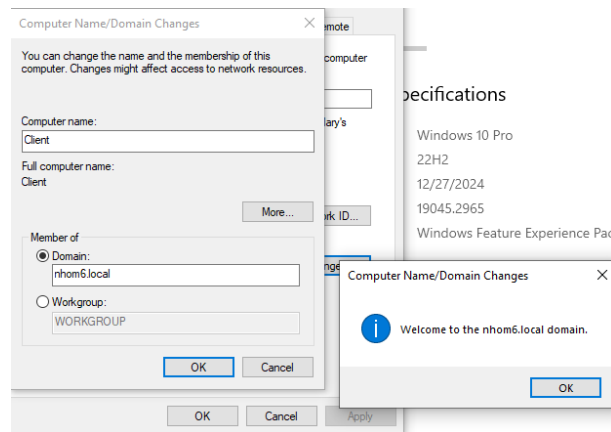 Computer Name/Domain Changes
You can change the name and the membership of this
computer. Changes might affect access to network resources.
Computer name:
Client
Full computer name:
Client
More...
Member of
Domain:
nhom6.local
Workgroup:
WORKGROUP
OK Cancel
emote
computer
lary's
rk ID...
nge
OK Cancel Apply
pecifications
Windows 10 Pro
22H2
12/27/2024
19045.2965
Windows Feature Experience Pac
Computer Name/Domain Changes
Welcome to the nhom6.local domain.
OK